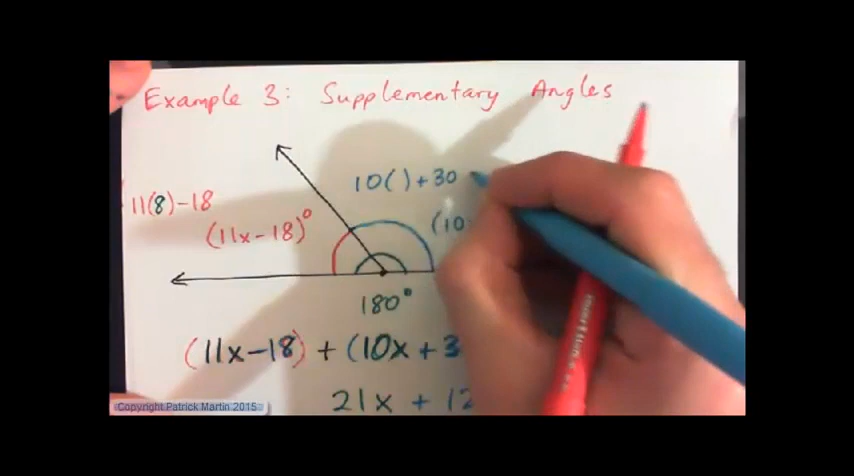 Example 3: Supplementary Angles
10( ) + 30
11(8) - 18
(11x - 18)° (10
180°
(11x - 18) + (10x + 3
21x + 12
Copyright Patrick Martin 2015